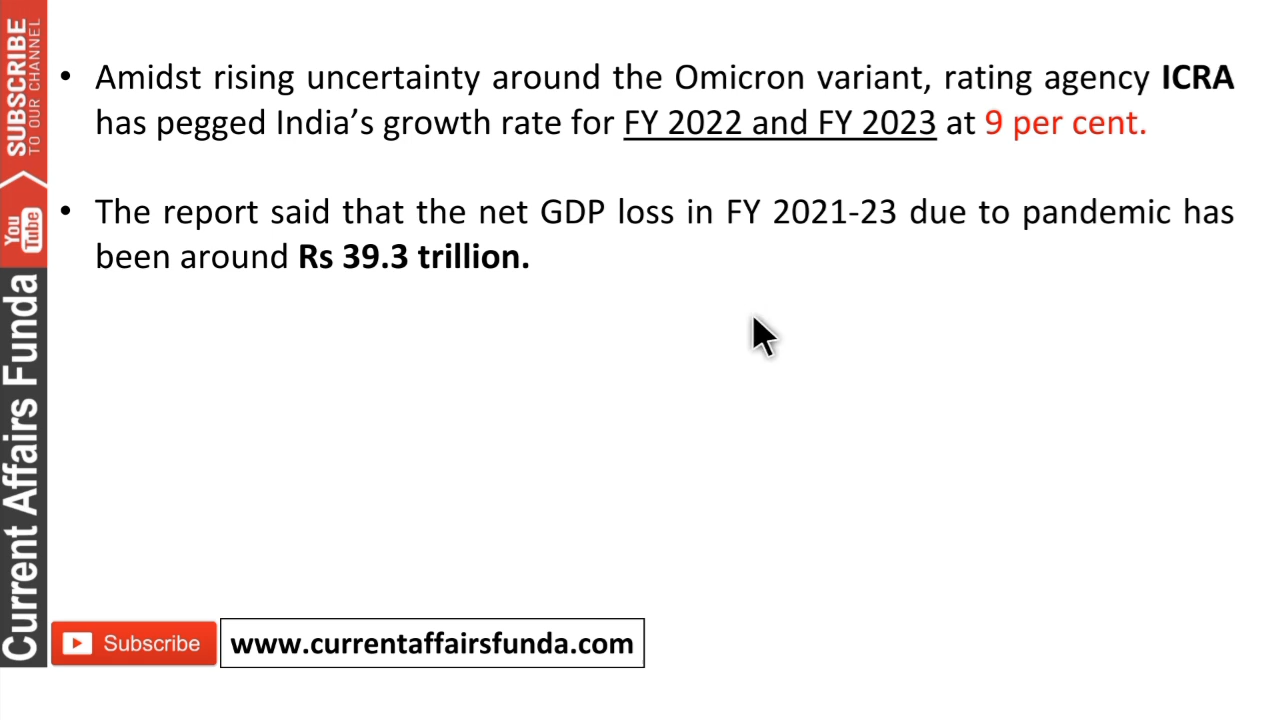 • Amidst rising uncertainty around the Omicron variant, rating agency ICRA
has pegged India’s growth rate for FY 2022 and FY 2023 at 9 per cent.
• The report said that the net GDP loss in FY 2021-23 due to pandemic has
been around Rs 39.3 trillion.
SUBSCRIBE
TO OUR CHANNEL
You
Tube
Current Affairs Funda
Subscribe
www.currentaffairsfunda.com